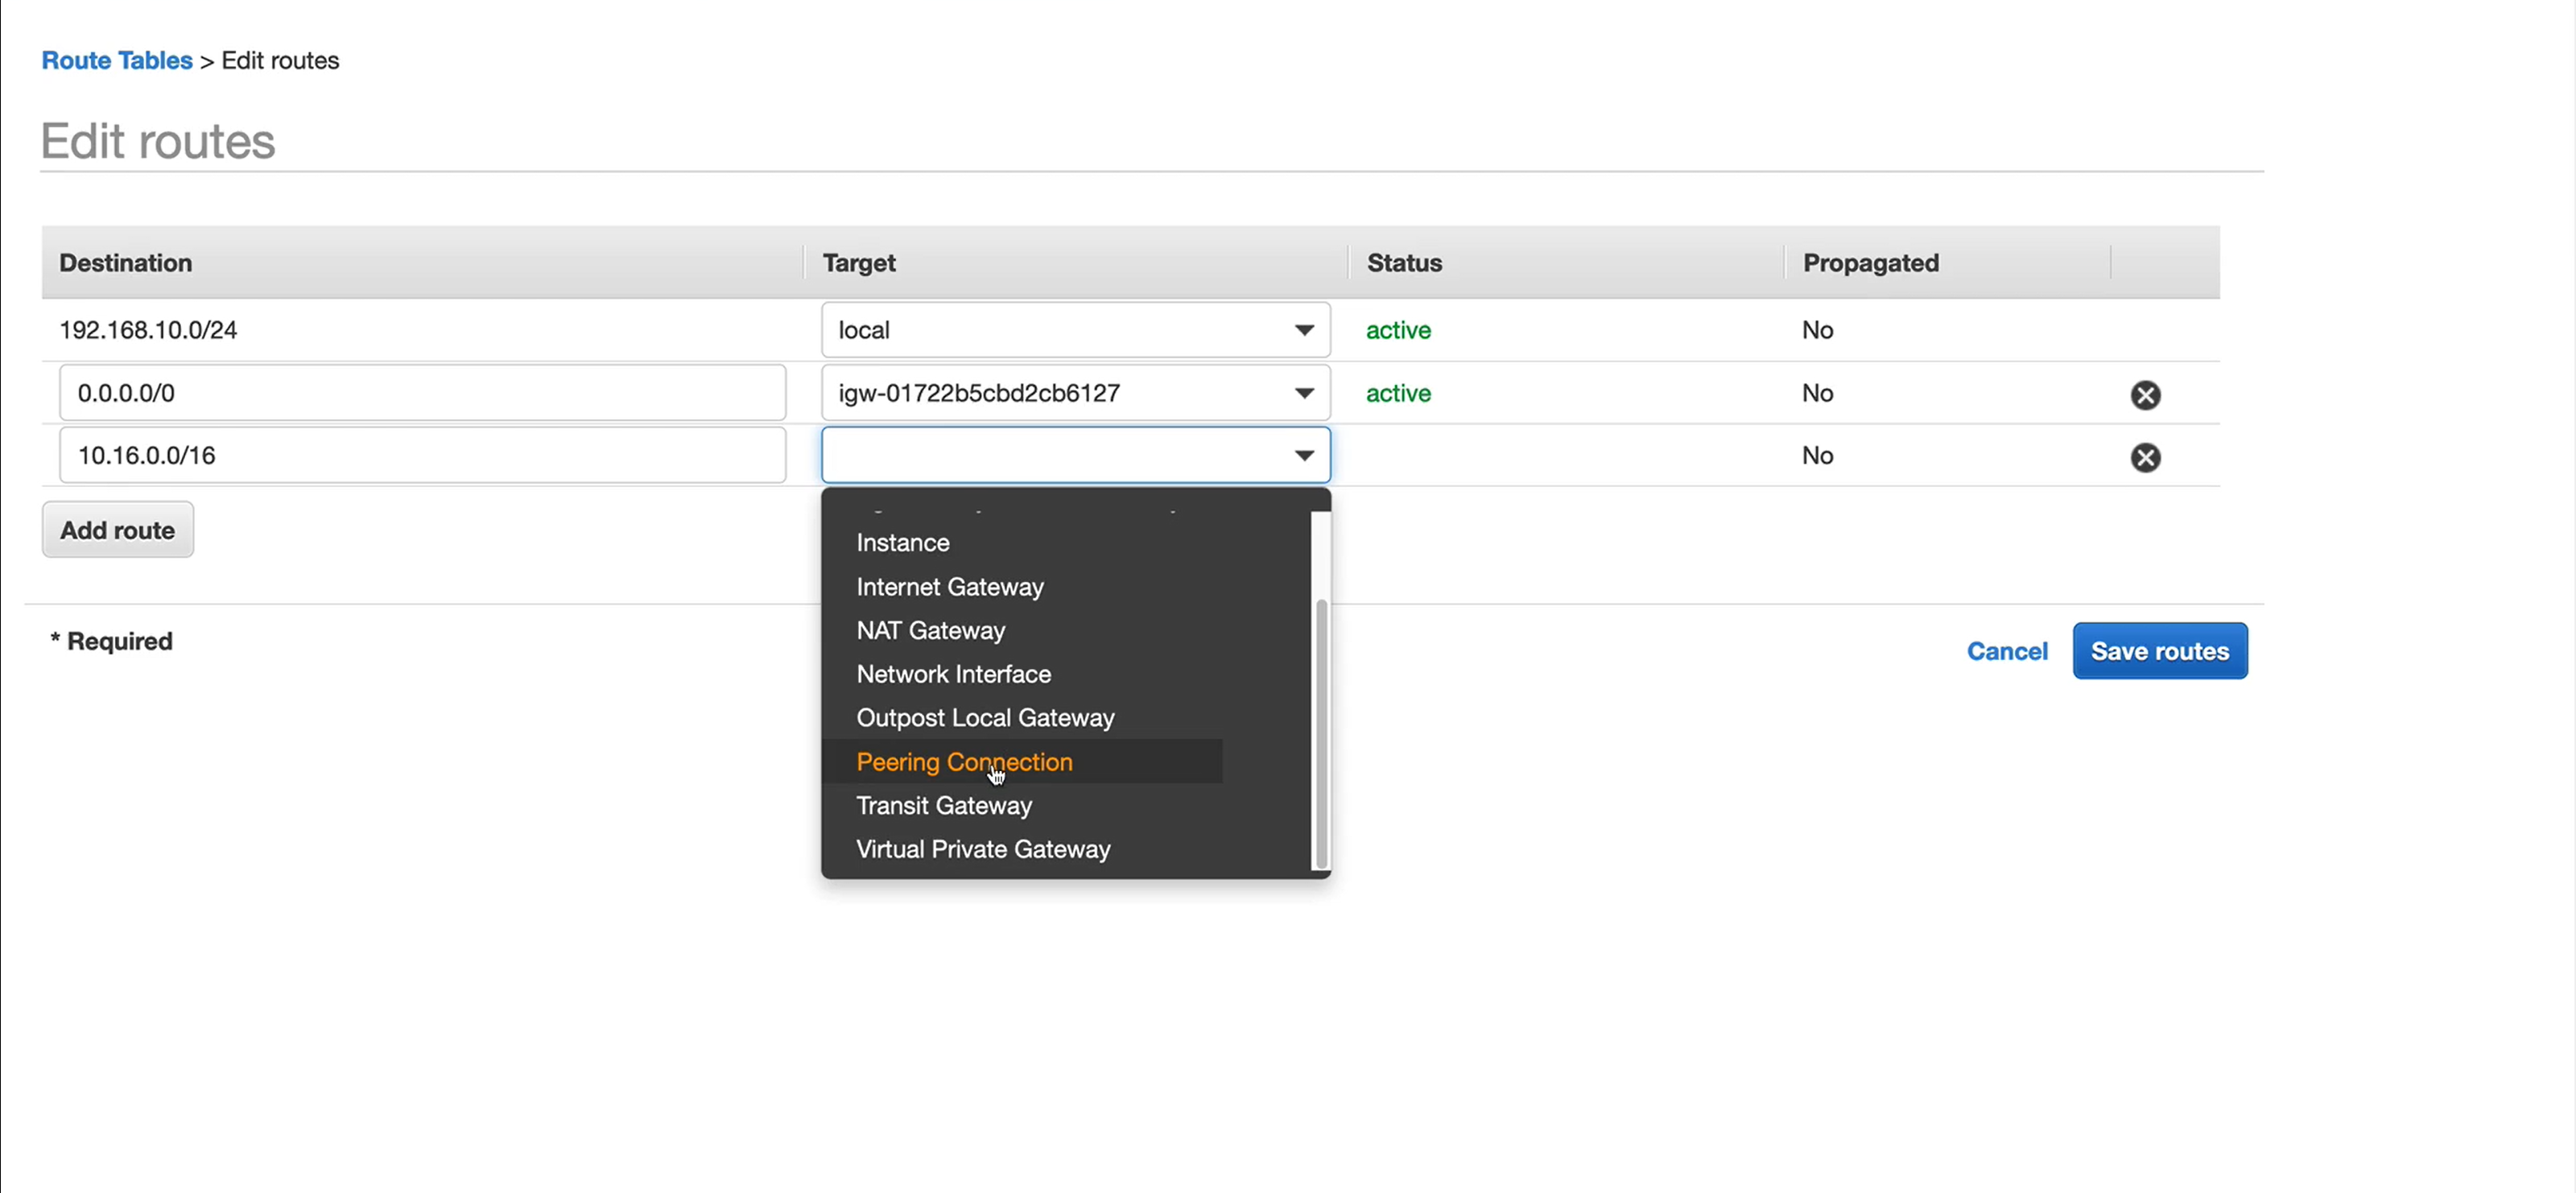 Route Tables > Edit routes
Edit routes
Destination Target Status Propagated
192.168.10.0/24 local active No
0.0.0.0/0 igw-01722b5cbd2cb6127 active No
10.16.0.0/16 No
Add route
Instance
Internet Gateway
NAT Gateway
Network Interface
Outpost Local Gateway
Peering Connection
Transit Gateway
Virtual Private Gateway
* Required
Cancel Save routes